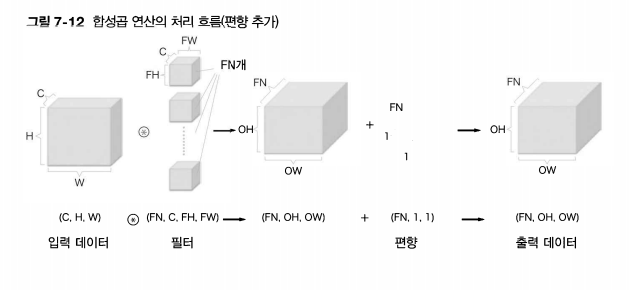 그림 7-12 합성곱 연산의 처리 흐름(편향 추가)
FW
C
FH
FN개
C
H
W
FN
OH
OW
+
FN
1
1
FN
OH
OW
(C, H, W) ⊛ (FN, C, FH, FW) → (FN, OH, OW) + (FN, 1, 1) → (FN, OH, OW)
입력 데이터 필터 편향 출력 데이터